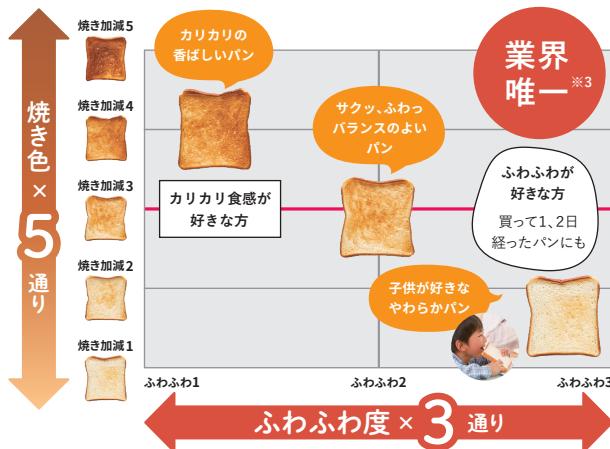 焼き加減5
焼き加減4
焼き加減3
焼き加減2
焼き加減1
焼き色×
5
通り
カリカリの
香ばしいパン
業界
唯一※3
サクッ、ふわっ
バランスのよい
パン
カリカリ食感が
好きな方
ふわふわが
好きな方
買って1、2日
経ったパンにも
子供が好きな
やわらかパン
ふわふわ1
ふわふわ2
ふわふわ3
ふわふわ度×3通り